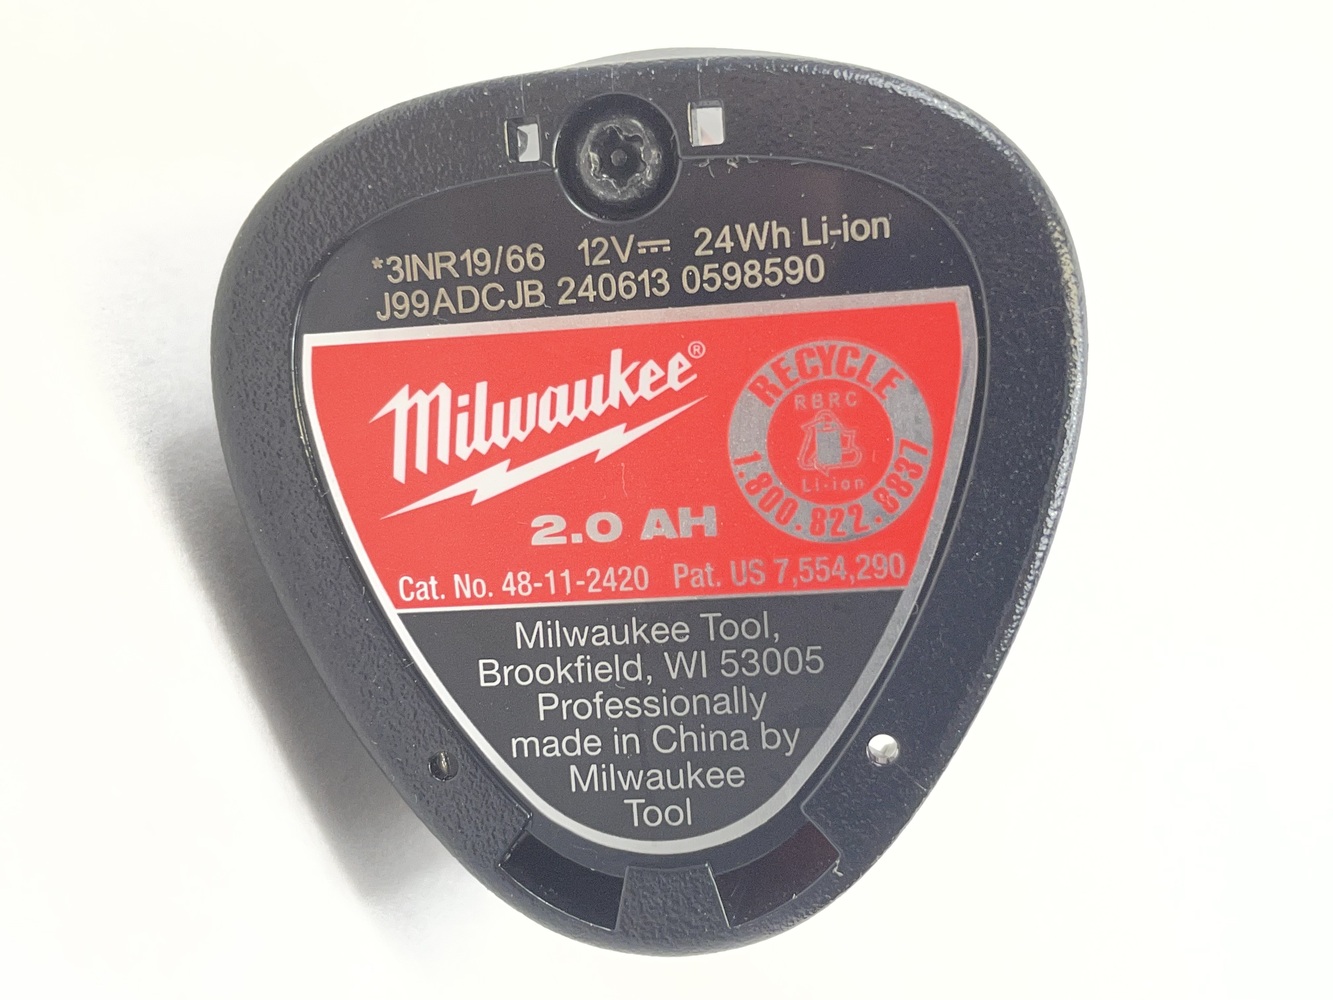 *3INR19/66 12V⎓ 24Wh Li-ion
J99ADCJB 240613 0598590
Milwaukee®
RECYCLE
RBRC
Li-ion
1.800.822.8837
2.0 AH
Cat. No. 48-11-2420 Pat. US 7,554,290
Milwaukee Tool,
Brookfield, WI 53005
Professionally
made in China by
Milwaukee
Tool